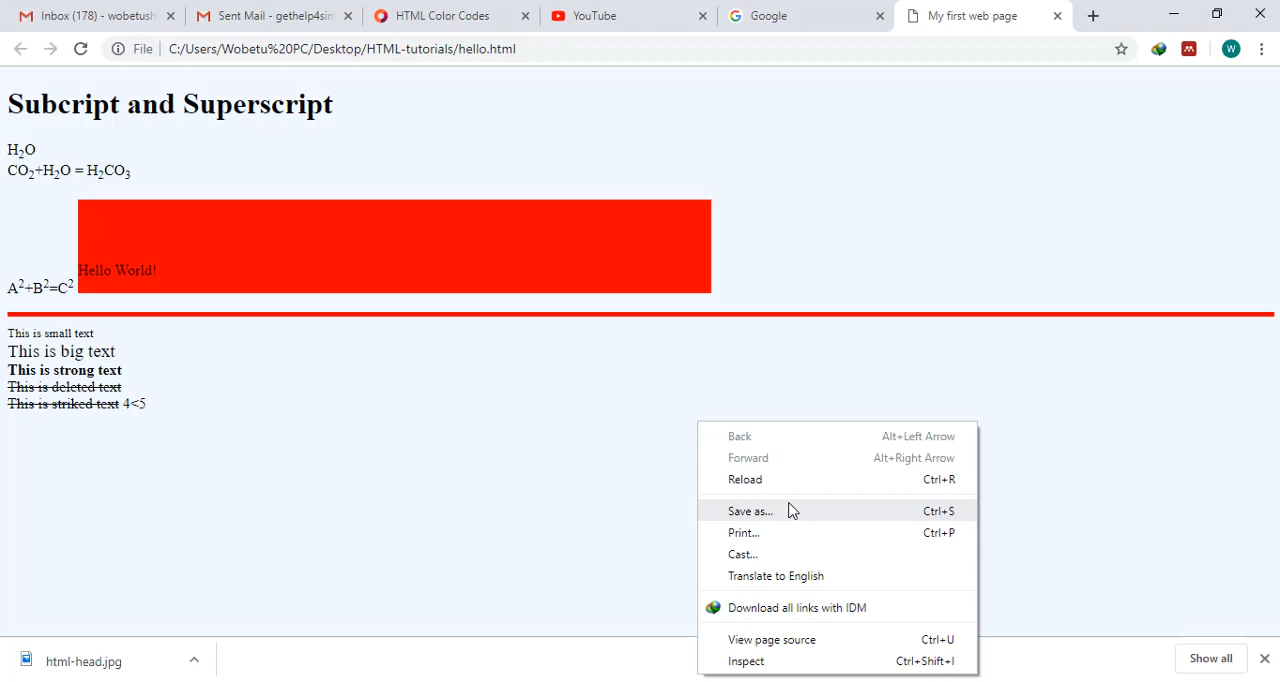 Inbox (178) - wobetush
Sent Mail - gethelp4sim
HTML Color Codes
YouTube
Google
My first web page
File
C:/Users/Wobetu%20PC/Desktop/HTML-tutorials/hello.html
W
Subcript and Superscript
H₂O
CO₂+H₂O = H₂CO₃
Hello World!
A²+B²=C²
This is small text
This is big text
This is strong text
This is deleted text
This is striked text 4<5
Back Alt+Left Arrow
Forward Alt+Right Arrow
Reload Ctrl+R
Save as... Ctrl+S
Print... Ctrl+P
Cast...
Translate to English
Download all links with IDM
View page source Ctrl+U
Inspect Ctrl+Shift+I
html-head.jpg
Show all